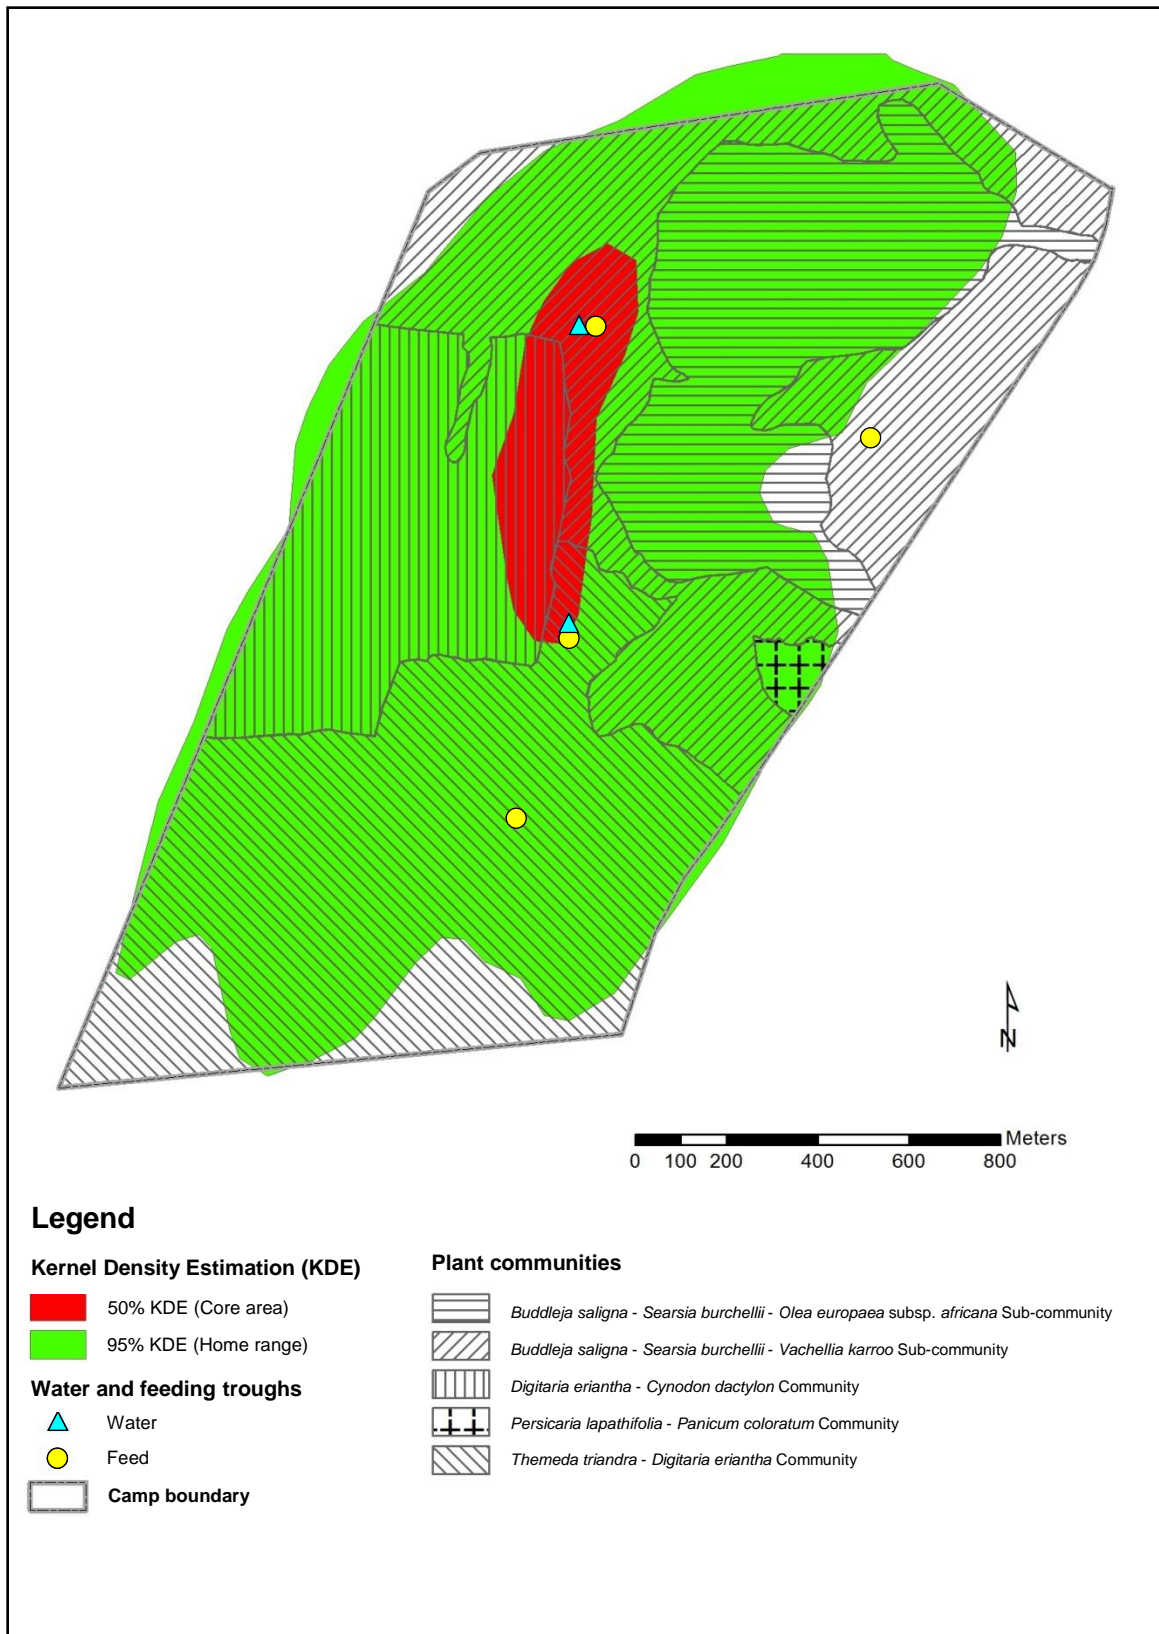 N
Meters
0 100 200 400 600 800
Legend
Kernel Density Estimation (KDE)
50% KDE (Core area)
95% KDE (Home range)
Water and feeding troughs
Water
Feed
Camp boundary
Plant communities
Buddleja saligna - Searsia burchellii - Olea europaea subsp. africana Sub-community
Buddleja saligna - Searsia burchellii - Vachellia karroo Sub-community
Digitaria eriantha - Cynodon dactylon Community
Persicaria lapathifolia - Panicum coloratum Community
Themeda triandra - Digitaria eriantha Community